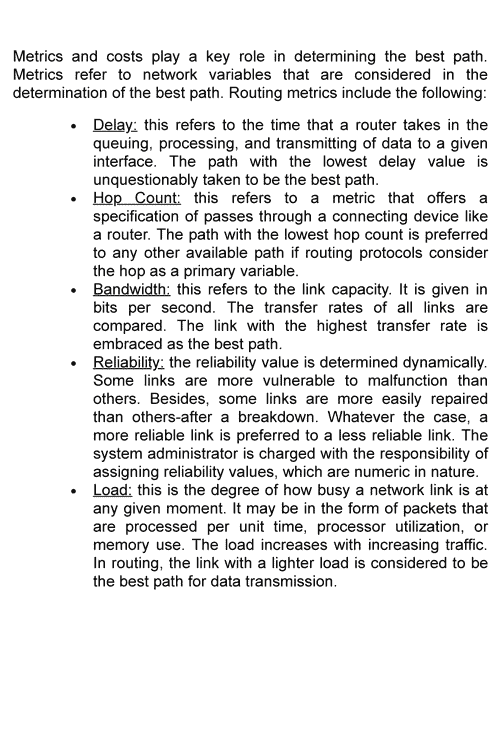 Metrics and costs play a key role in determining the best path.
Metrics refer to network variables that are considered in the
determination of the best path. Routing metrics include the following:
• Delay: this refers to the time that a router takes in the
queuing, processing, and transmitting of data to a given
interface. The path with the lowest delay value is
unquestionably taken to be the best path.
• Hop Count: this refers to a metric that offers a
specification of passes through a connecting device like
a router. The path with the lowest hop count is preferred
to any other available path if routing protocols consider
the hop as a primary variable.
• Bandwidth: this refers to the link capacity. It is given in
bits per second. The transfer rates of all links are
compared. The link with the highest transfer rate is
embraced as the best path.
• Reliability: the reliability value is determined dynamically.
Some links are more vulnerable to malfunction than
others. Besides, some links are more easily repaired
than others-after a breakdown. Whatever the case, a
more reliable link is preferred to a less reliable link. The
system administrator is charged with the responsibility of
assigning reliability values, which are numeric in nature.
• Load: this is the degree of how busy a network link is at
any given moment. It may be in the form of packets that
are processed per unit time, processor utilization, or
memory use. The load increases with increasing traffic.
In routing, the link with a lighter load is considered to be
the best path for data transmission.